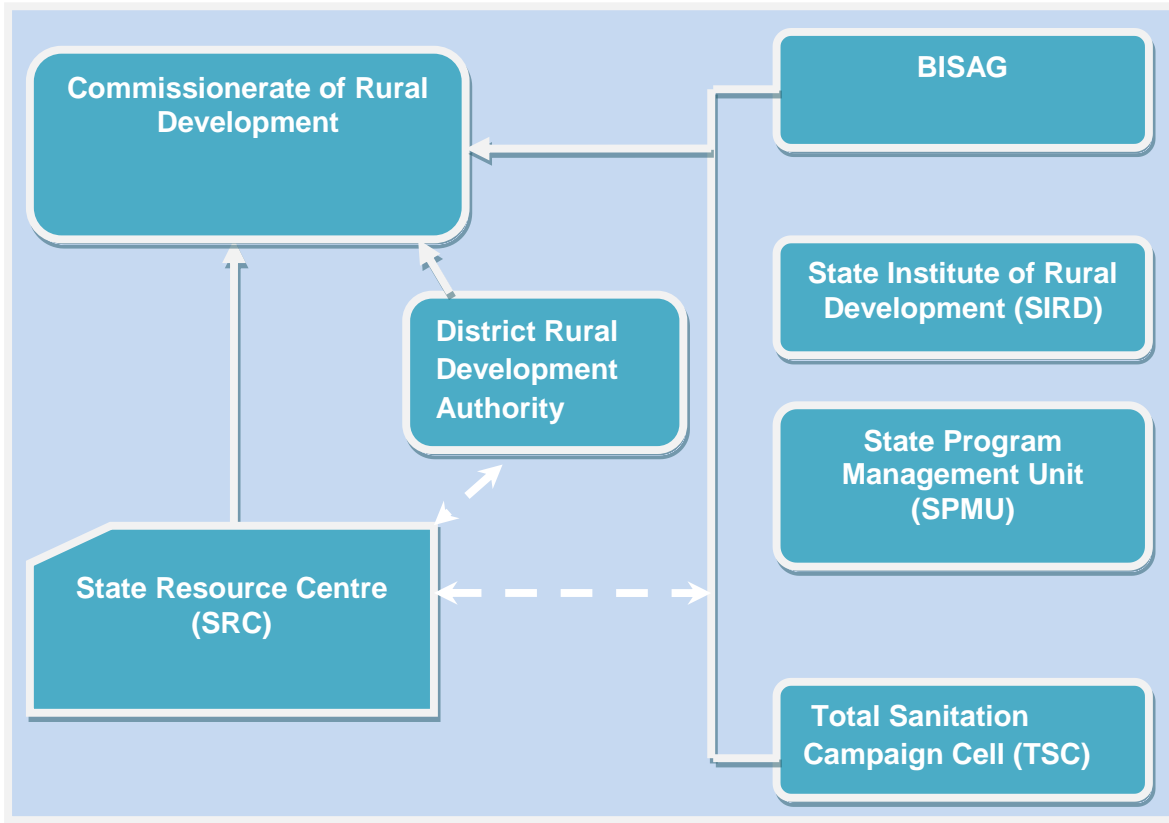 Commissionerate of Rural
Development
BISAG
State Institute of Rural
Development (SIRD)
District Rural
Development
Authority
State Program
Management Unit
(SPMU)
State Resource Centre
(SRC)
Total Sanitation
Campaign Cell (TSC)